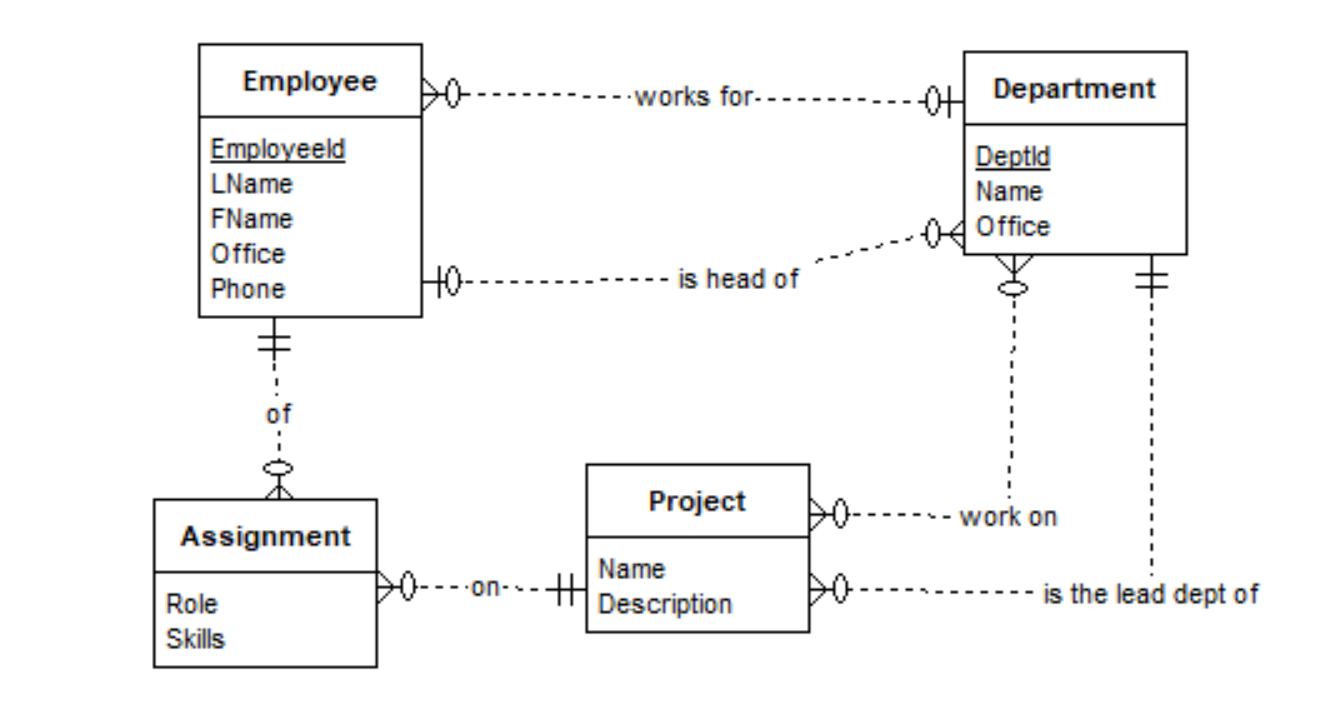 Employee
EmployeeId
LName
FName
Office
Phone
works for
Department
DeptId
Name
Office
is head of
of
Assignment
Role
Skills
on
Project
Name
Description
work on
is the lead dept of